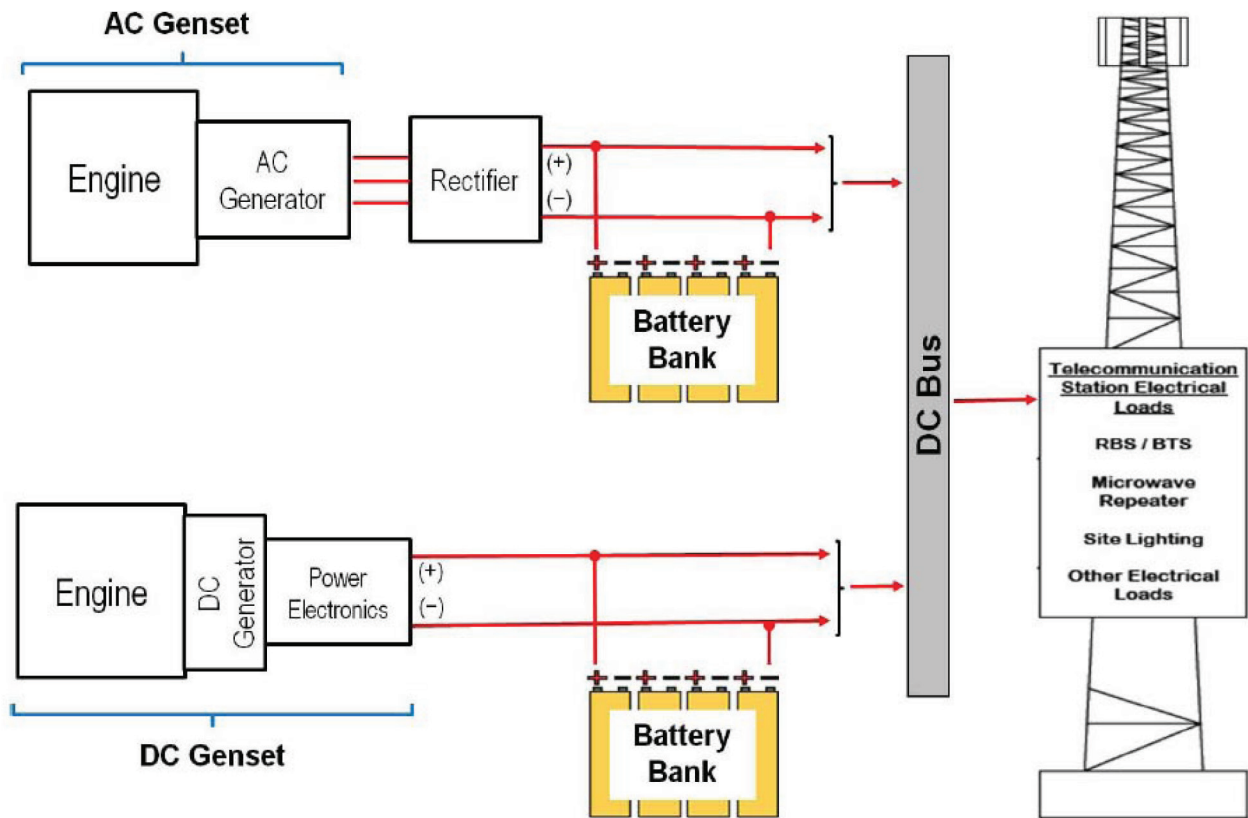 AC Genset
Engine
AC
Generator
Rectifier
(+)
(−)
+ − + − + − + −
Battery
Bank
DC Bus
Telecommunication
Station Electrical
Loads
RBS / BTS
Microwave
Repeater
Site Lighting
Other Electrical
Loads
Engine
DC
Generator
Power
Electronics
(+)
(−)
+ − + − + − + −
Battery
Bank
DC Genset